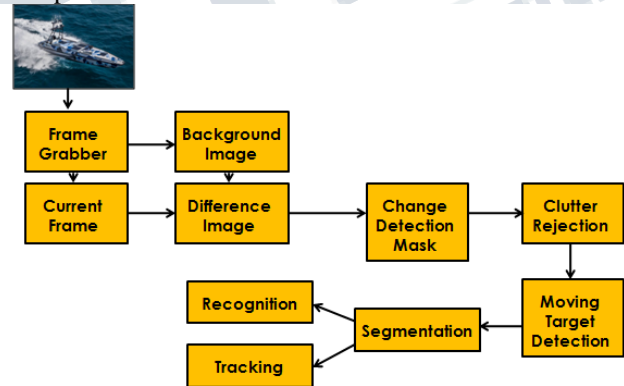 Frame
Grabber
Background
Image
Current
Frame
Difference
Image
Change
Detection
Mask
Clutter
Rejection
Recognition
Segmentation
Moving
Target
Detection
Tracking